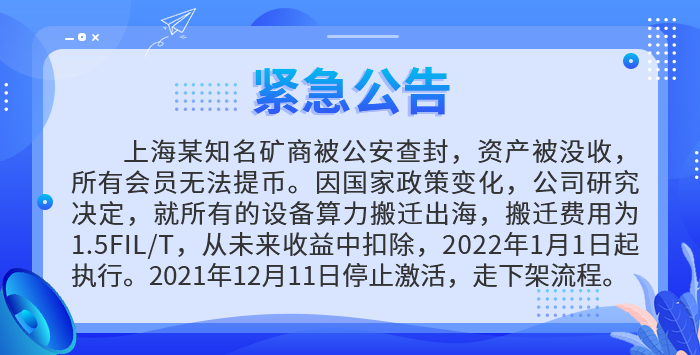 紧急公告
上海某知名矿商被公安查封，资产被没收，
所有会员无法提币。因国家政策变化，公司研究
决定，就所有的设备算力搬迁出海，搬迁费用为
1.5FIL/T，从未来收益中扣除，2022年1月1日起
执行。2021年12月11日停止激活，走下架流程。